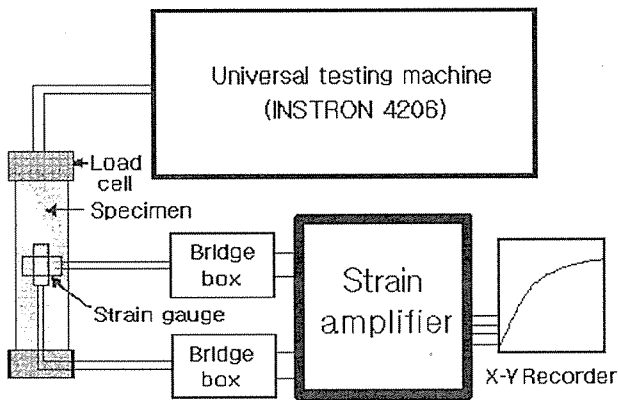 Universal testing machine
(INSTRON 4206)
Load
cell
Specimen
Bridge
box
Strain gauge
Strain
amplifier
Bridge
box
X-Y Recorder